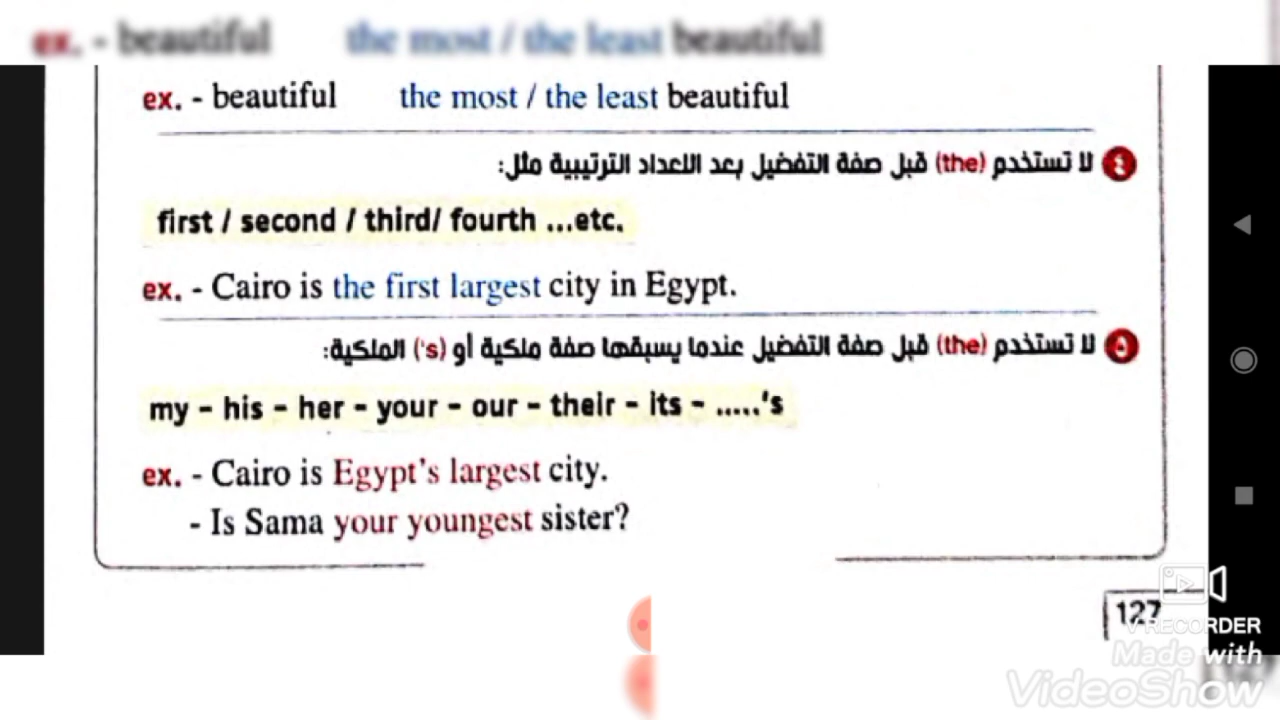 ex. - beautiful the most / the least beautiful
ex. - beautiful the most / the least beautiful
٤ لا تستخدم (the) قبل صفة التفضيل بعد الاعداد الترتيبية مثل:
first / second / third/ fourth ...etc.
ex. - Cairo is the first largest city in Egypt.
٥ لا تستخدم (the) قبل صفة التفضيل عندما يسبقها صفة ملكية أو ('s) الملكية:
my – his – her – your – our – their – its – .....'s
ex. - Cairo is Egypt's largest city.
- Is Sama your youngest sister?
127
V RECORDER
Made with
VideoShow